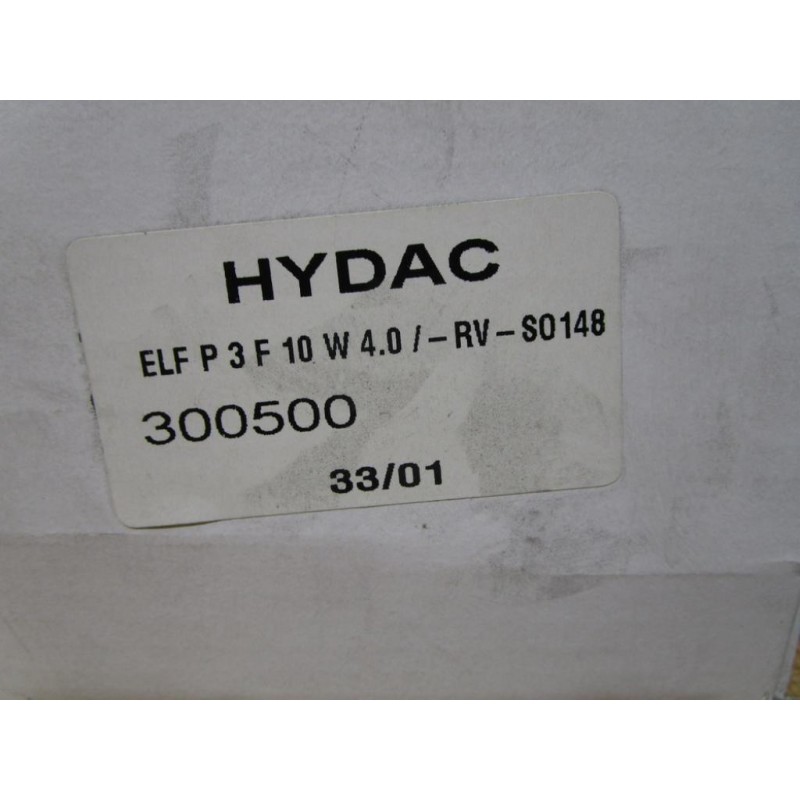 HYDAC
ELF P 3 F 10 W 4.0 / – RV – SO148
300500
33/01